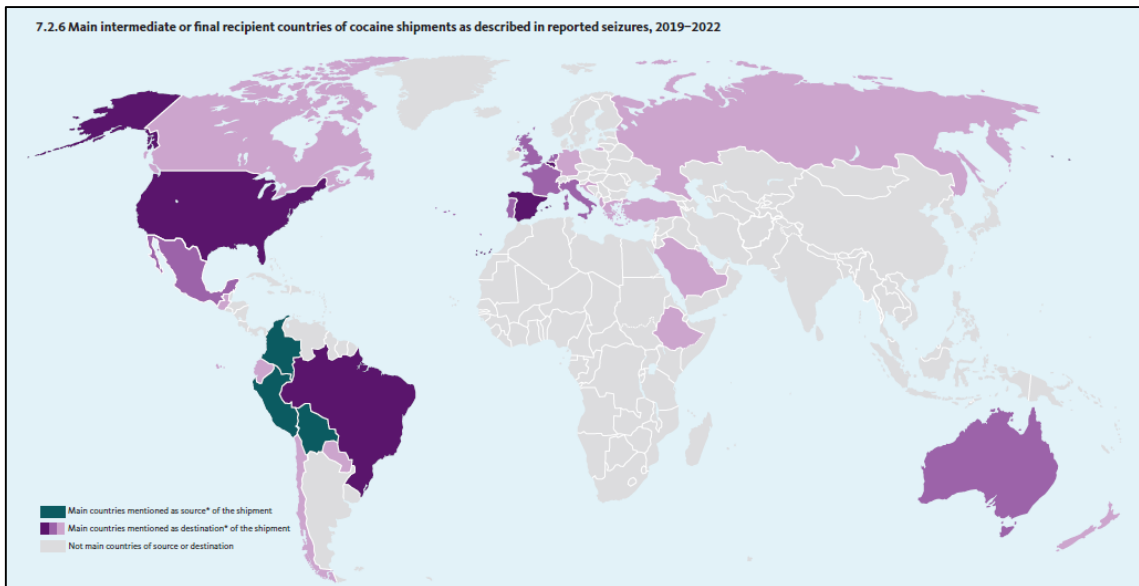 7.2.6 Main intermediate or final recipient countries of cocaine shipments as described in reported seizures, 2019–2022
Main countries mentioned as source* of the shipment
Main countries mentioned as destination* of the shipment
Not main countries of source or destination